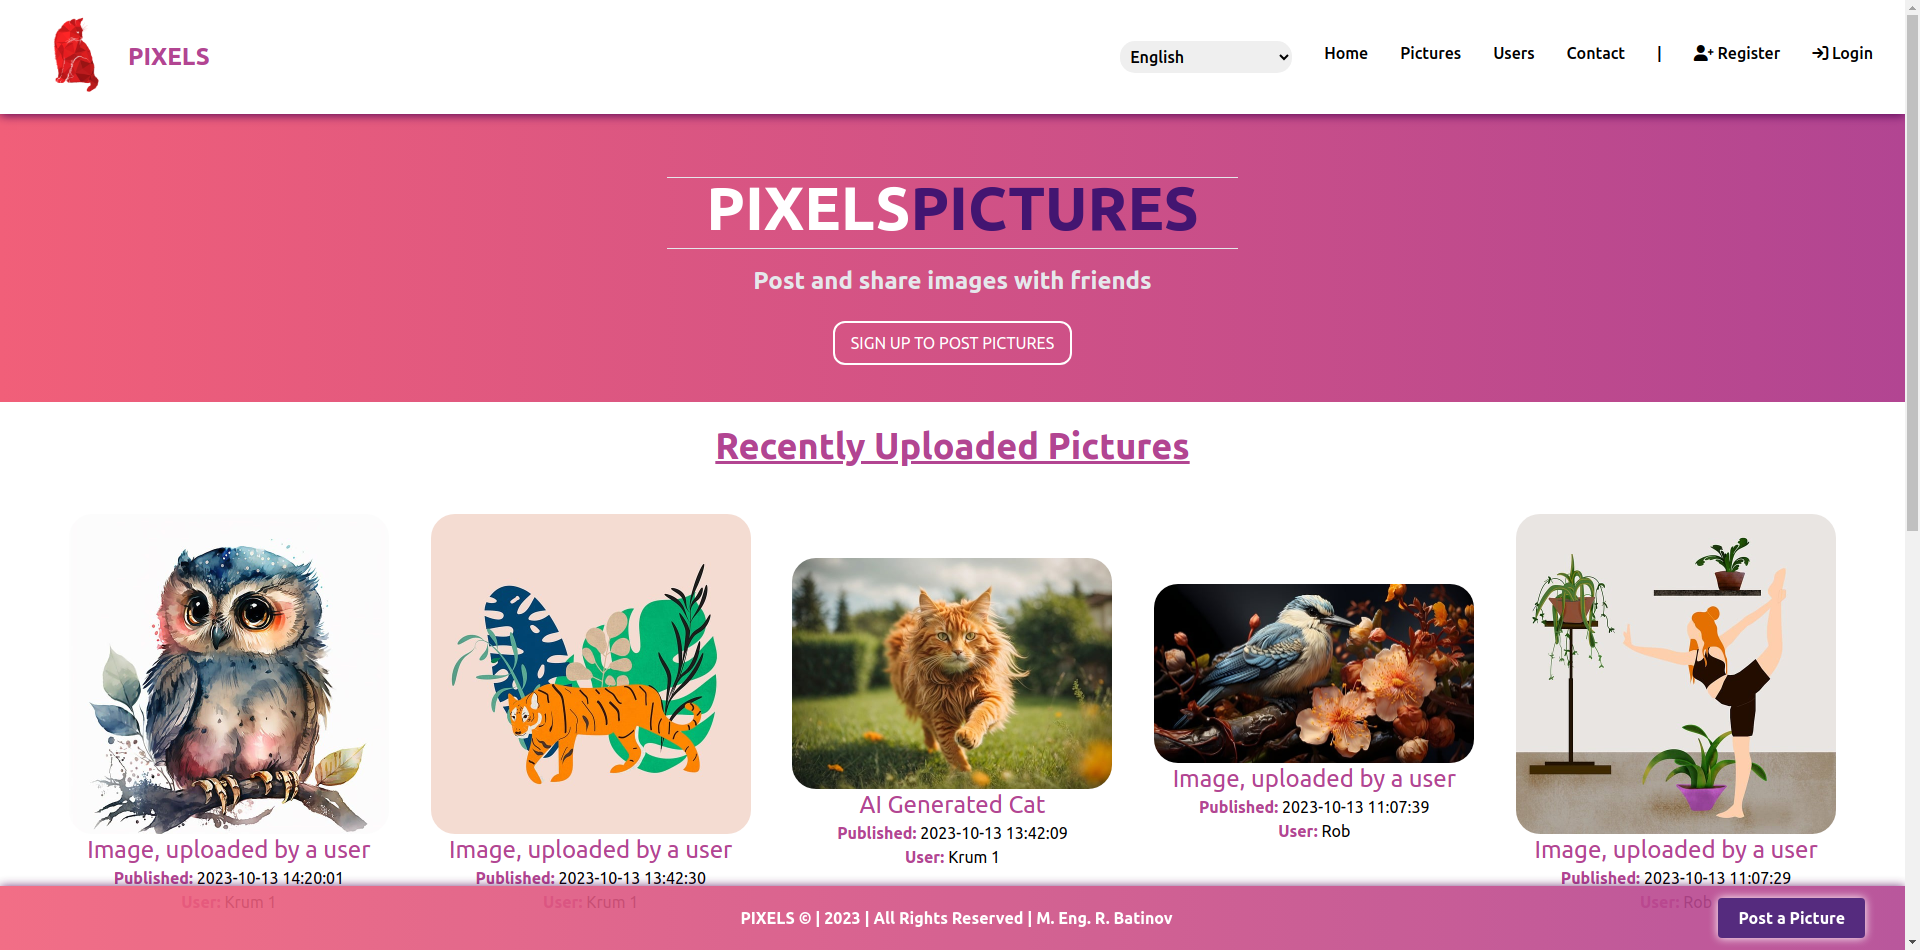 PIXELS
English
Home
Pictures
Users
Contact
|
Register
Login
PIXELSPICTURES
Post and share images with friends
SIGN UP TO POST PICTURES
Recently Uploaded Pictures
Image, uploaded by a user
Published: 2023-10-13 14:20:01
User: Krum 1
Image, uploaded by a user
Published: 2023-10-13 13:42:30
User: Krum 1
AI Generated Cat
Published: 2023-10-13 13:42:09
User: Krum 1
Image, uploaded by a user
Published: 2023-10-13 11:07:39
User: Rob
Image, uploaded by a user
Published: 2023-10-13 11:07:29
User: Rob
PIXELS © | 2023 | All Rights Reserved | M. Eng. R. Batinov
Post a Picture